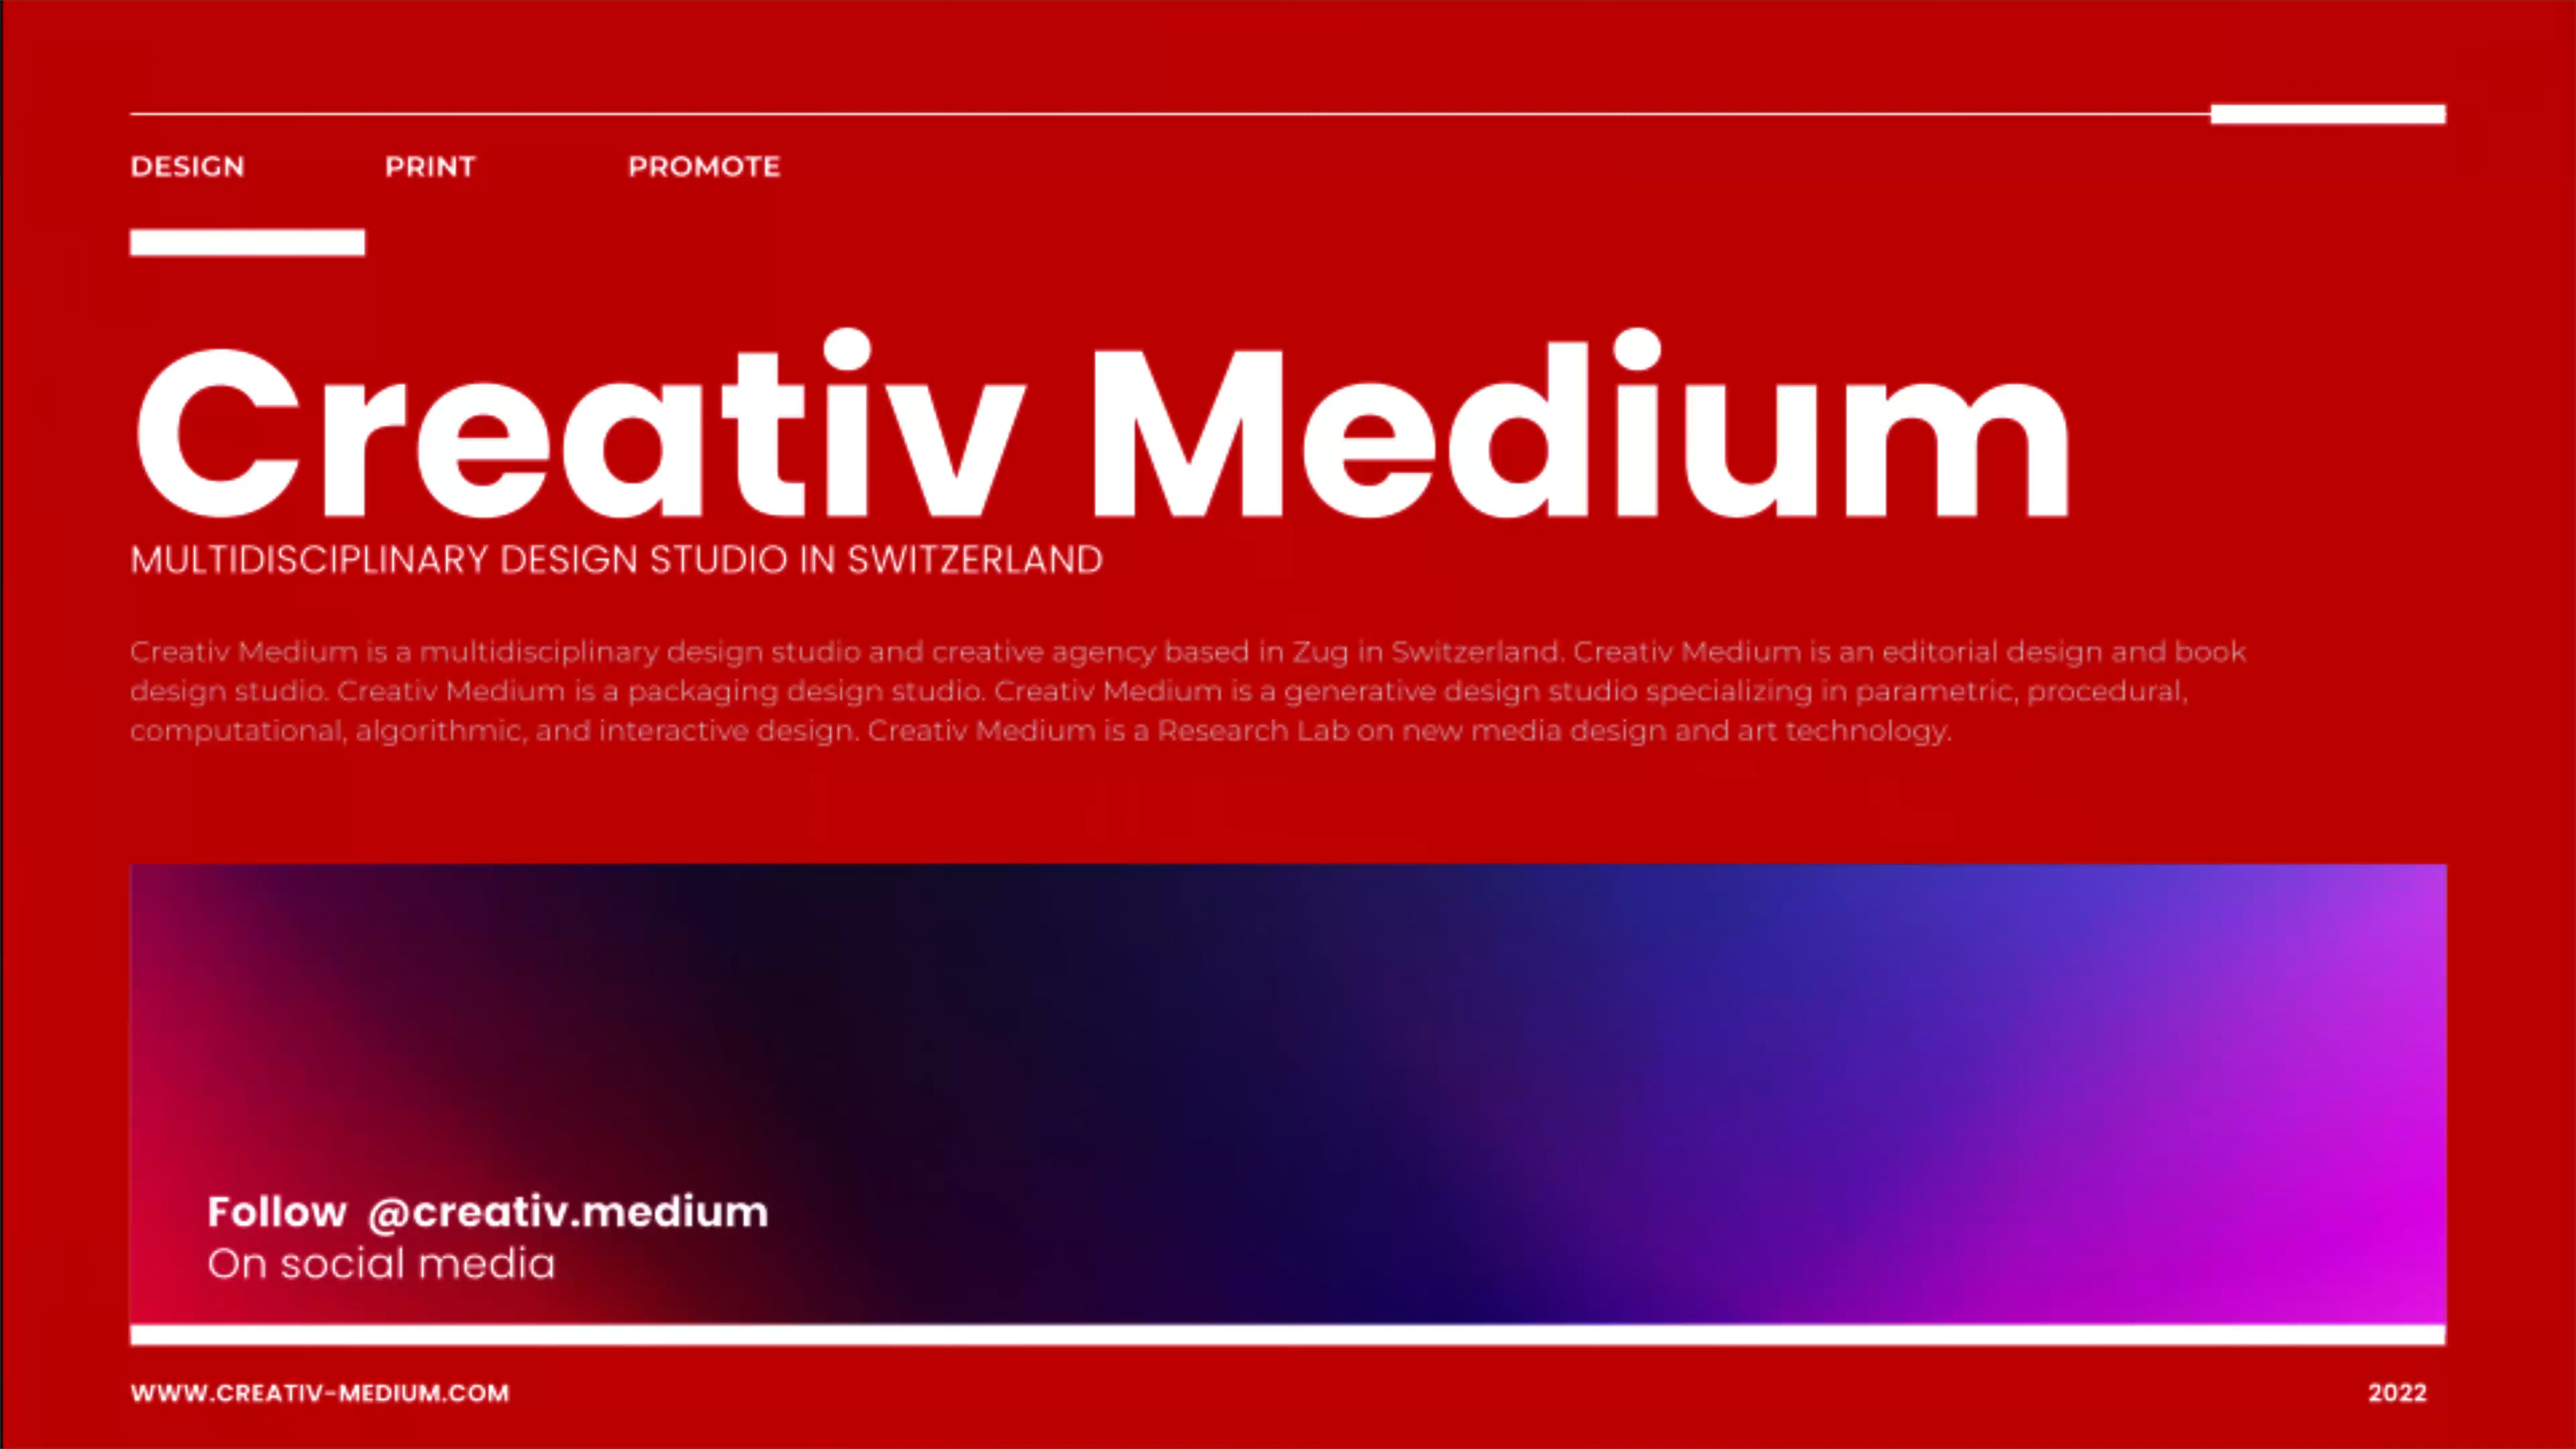 DESIGN PRINT PROMOTE
Creativ Medium
MULTIDISCIPLINARY DESIGN STUDIO IN SWITZERLAND
Creativ Medium is a multidisciplinary design studio and creative agency based in Zug in Switzerland. Creativ Medium is an editorial design and book
design studio. Creativ Medium is a packaging design studio. Creativ Medium is a generative design studio specializing in parametric, procedural,
computational, algorithmic, and interactive design. Creativ Medium is a Research Lab on new media design and art technology.
Follow @creativ.medium
On social media
WWW.CREATIV-MEDIUM.COM 2022